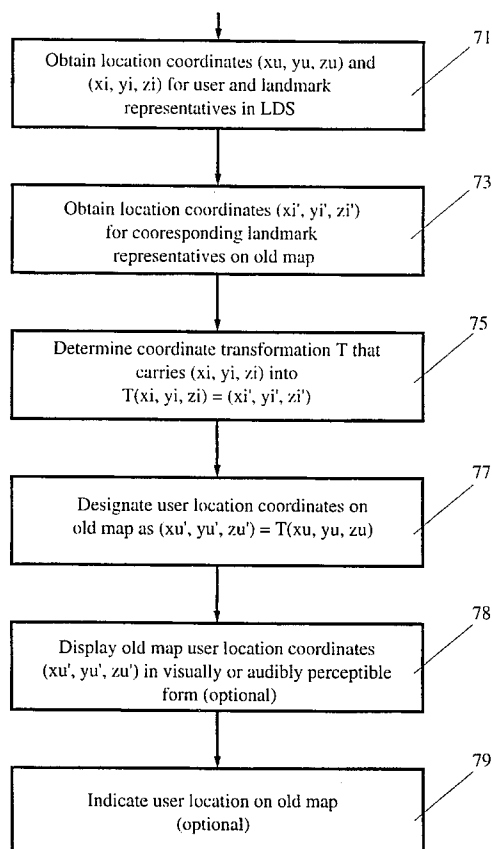 71
Obtain location coordinates (xu, yu, zu) and
(xi, yi, zi) for user and landmark
representatives in LDS
73
Obtain location coordinates (xi', yi', zi')
for cooresponding landmark
representatives on old map
75
Determine coordinate transformation T that
carries (xi, yi, zi) into
T(xi, yi, zi) = (xi', yi', zi')
77
Designate user location coordinates on
old map as (xu', yu', zu') = T(xu, yu, zu)
78
Display old map user location coordinates
(xu', yu', zu') in visually or audibly perceptible
form (optional)
79
Indicate user location on old map
(optional)